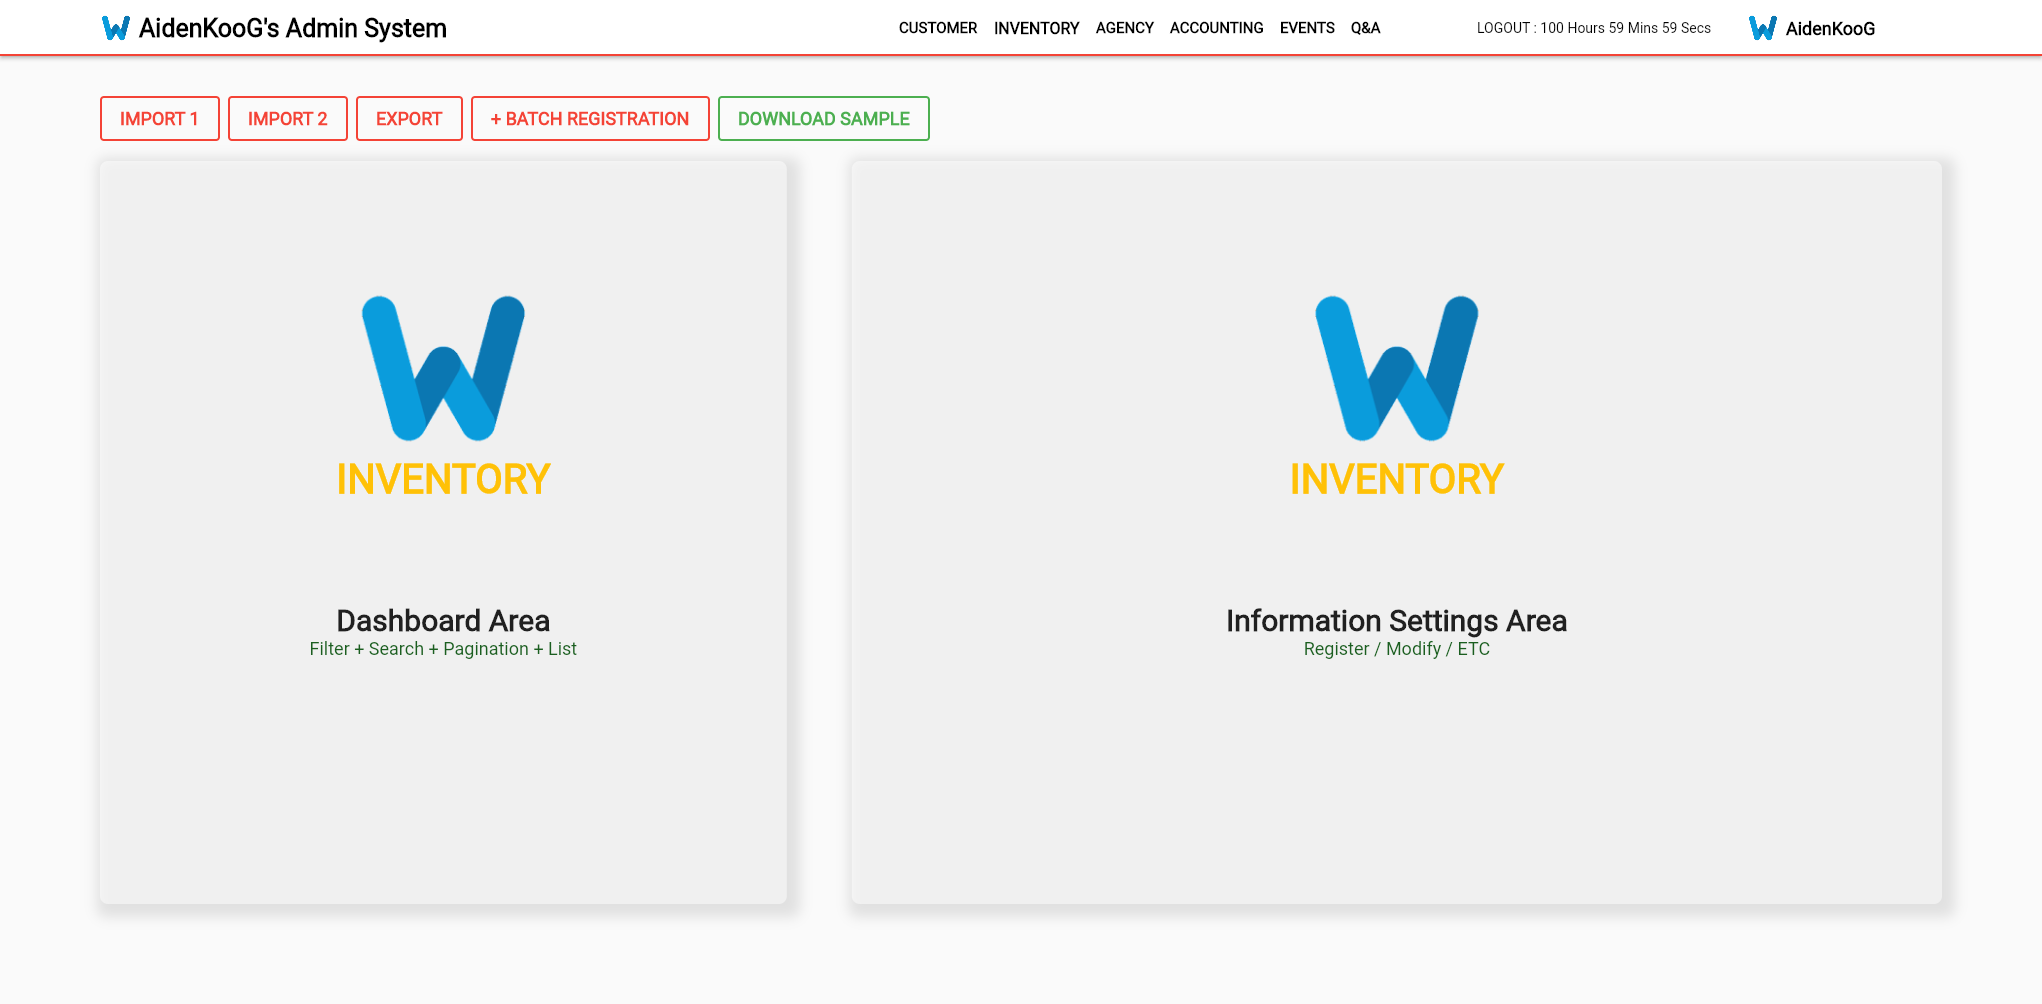 AidenKooG's Admin System
CUSTOMER INVENTORY AGENCY ACCOUNTING EVENTS Q&A
LOGOUT : 100 Hours 59 Mins 59 Secs
AidenKooG
IMPORT 1
IMPORT 2
EXPORT
+ BATCH REGISTRATION
DOWNLOAD SAMPLE
INVENTORY
Dashboard Area
Filter + Search + Pagination + List
INVENTORY
Information Settings Area
Register / Modify / ETC